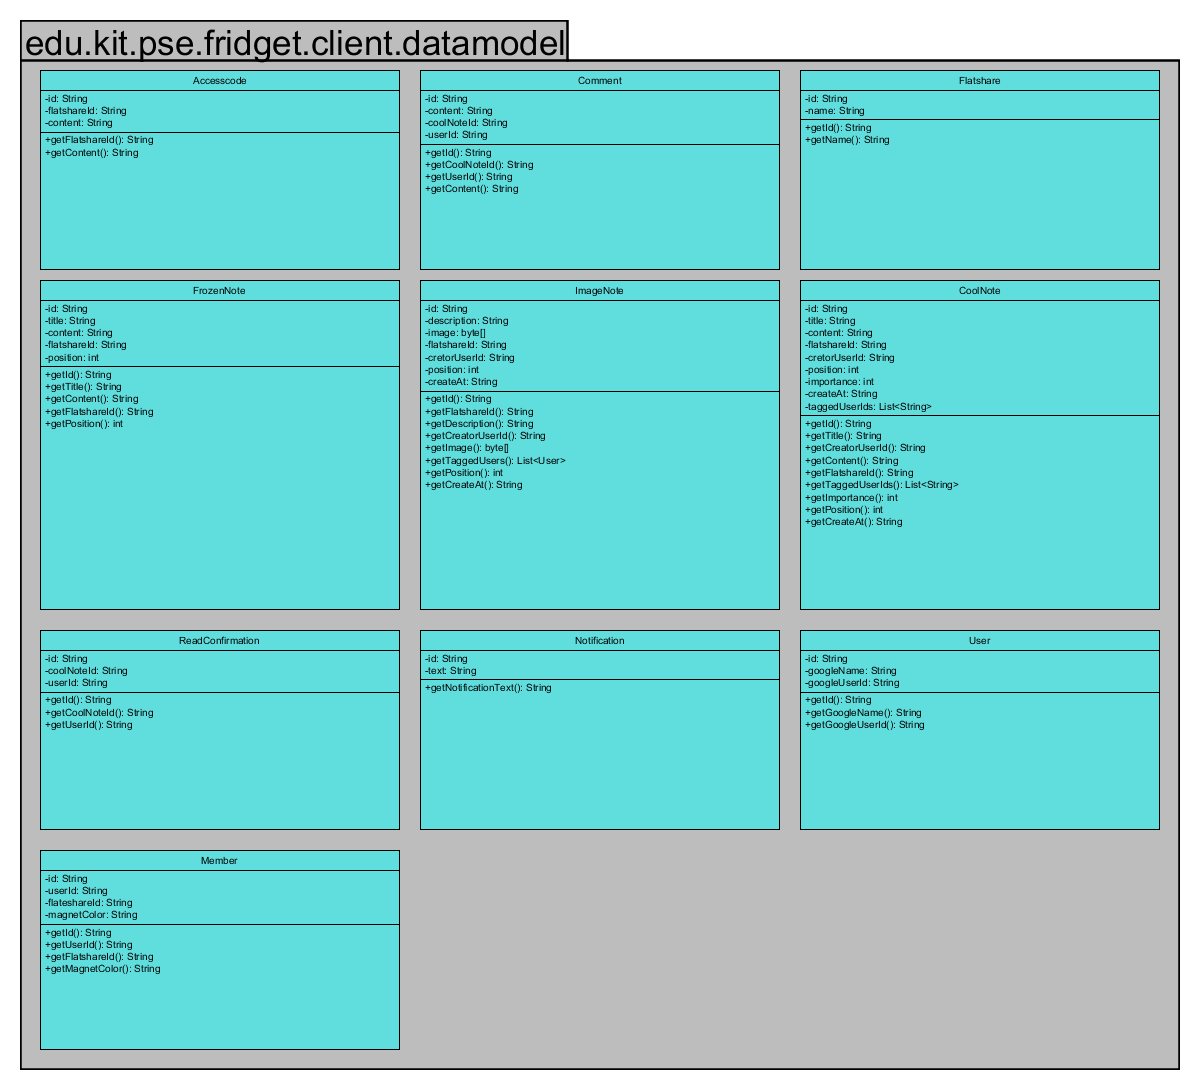 edu.kit.pse.fridget.client.datamodel
Accesscode
-id: String
-flatshareId: String
-content: String
+getFlatshareId(): String
+getContent(): String
Comment
-id: String
-content: String
-coolNoteId: String
-userId: String
+getId(): String
+getCoolNoteId(): String
+getUserId(): String
+getContent(): String
Flatshare
-id: String
-name: String
+getId(): String
+getName(): String
FrozenNote
-id: String
-title: String
-content: String
-flatshareId: String
-position: int
+getId(): String
+getTitle(): String
+getContent(): String
+getFlatshareId(): String
+getPosition(): int
ImageNote
-id: String
-description: String
-image: byte[]
-flatshareId: String
-cretorUserId: String
-position: int
-createAt: String
+getId(): String
+getFlatshareId(): String
+getDescription(): String
+getCreatorUserId(): String
+getImage(): byte[]
+getTaggedUsers(): List<User>
+getPosition(): int
+getCreateAt(): String
CoolNote
-id: String
-title: String
-content: String
-flatshareId: String
-cretorUserId: String
-position: int
-importance: int
-createAt: String
-taggedUserIds: List<String>
+getId(): String
+getTitle(): String
+getCreatorUserId(): String
+getContent(): String
+getFlatshareId(): String
+getTaggedUserIds(): List<String>
+getImportance(): int
+getPosition(): int
+getCreateAt(): String
ReadConfirmation
-id: String
-coolNoteId: String
-userId: String
+getId(): String
+getCoolNoteId(): String
+getUserId(): String
Notification
-id: String
-text: String
+getNotificationText(): String
User
-id: String
-googleName: String
-googleUserId: String
+getId(): String
+getGoogleName(): String
+getGoogleUserId(): String
Member
-id: String
-userId: String
-flateshareId: String
-magnetColor: String
+getId(): String
+getUserId(): String
+getFlatshareId(): String
+getMagnetColor(): String